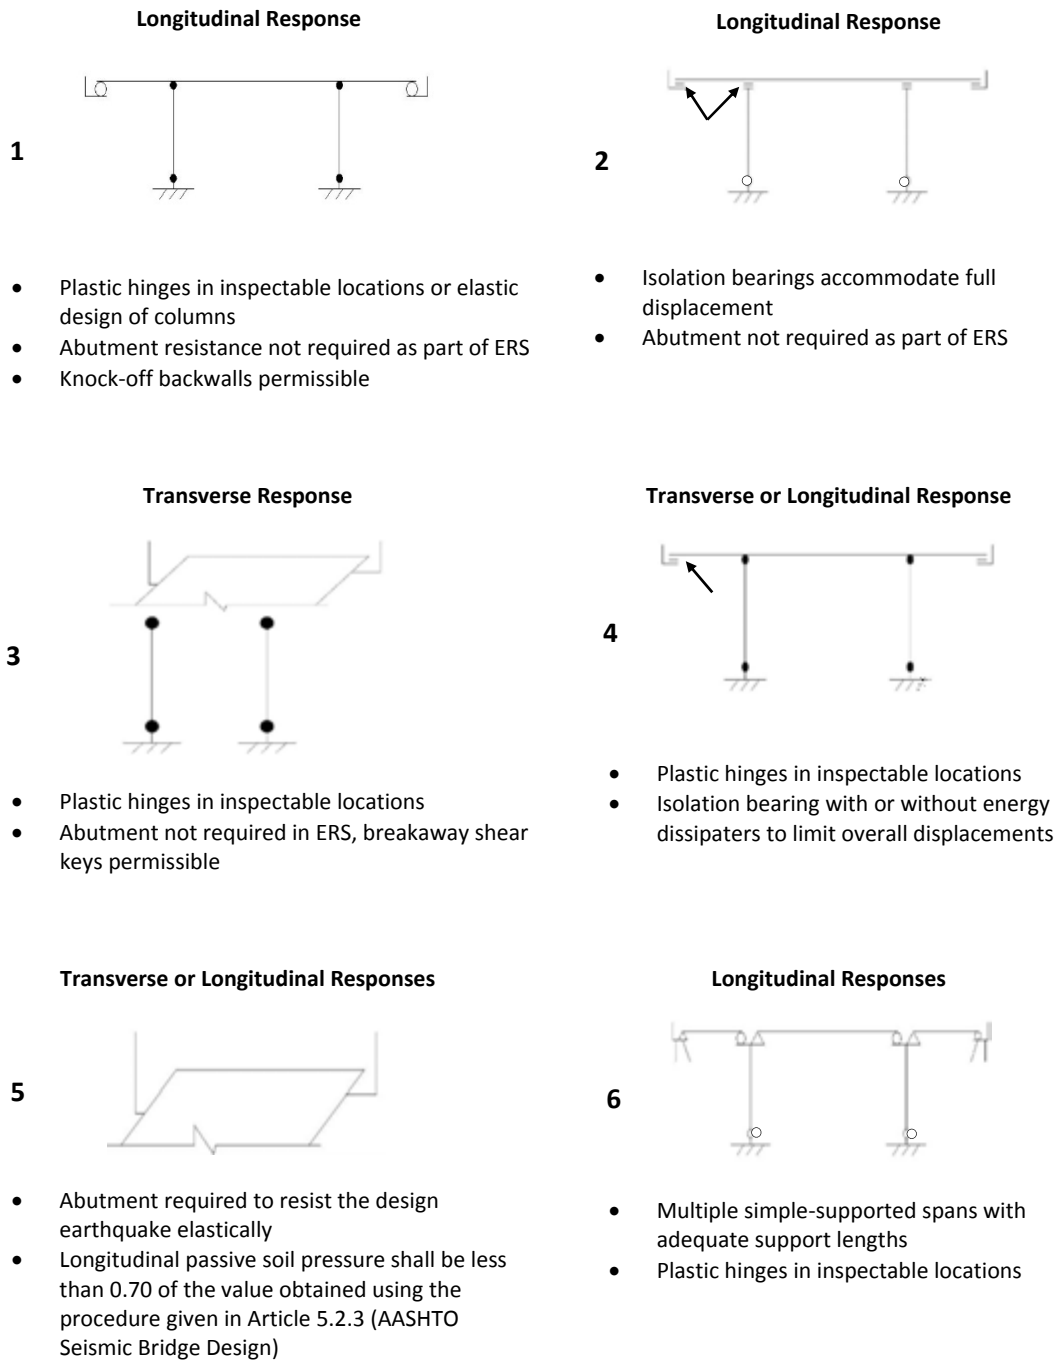 Longitudinal Response
1
• Plastic hinges in inspectable locations or elastic
design of columns
• Abutment resistance not required as part of ERS
• Knock-off backwalls permissible
Longitudinal Response
2
• Isolation bearings accommodate full
displacement
• Abutment not required as part of ERS
Transverse Response
3
• Plastic hinges in inspectable locations
• Abutment not required in ERS, breakaway shear
keys permissible
Transverse or Longitudinal Response
4
• Plastic hinges in inspectable locations
• Isolation bearing with or without energy
dissipaters to limit overall displacements
Transverse or Longitudinal Responses
5
• Abutment required to resist the design
earthquake elastically
• Longitudinal passive soil pressure shall be less
than 0.70 of the value obtained using the
procedure given in Article 5.2.3 (AASHTO
Seismic Bridge Design)
Longitudinal Responses
6
• Multiple simple-supported spans with
adequate support lengths
• Plastic hinges in inspectable locations